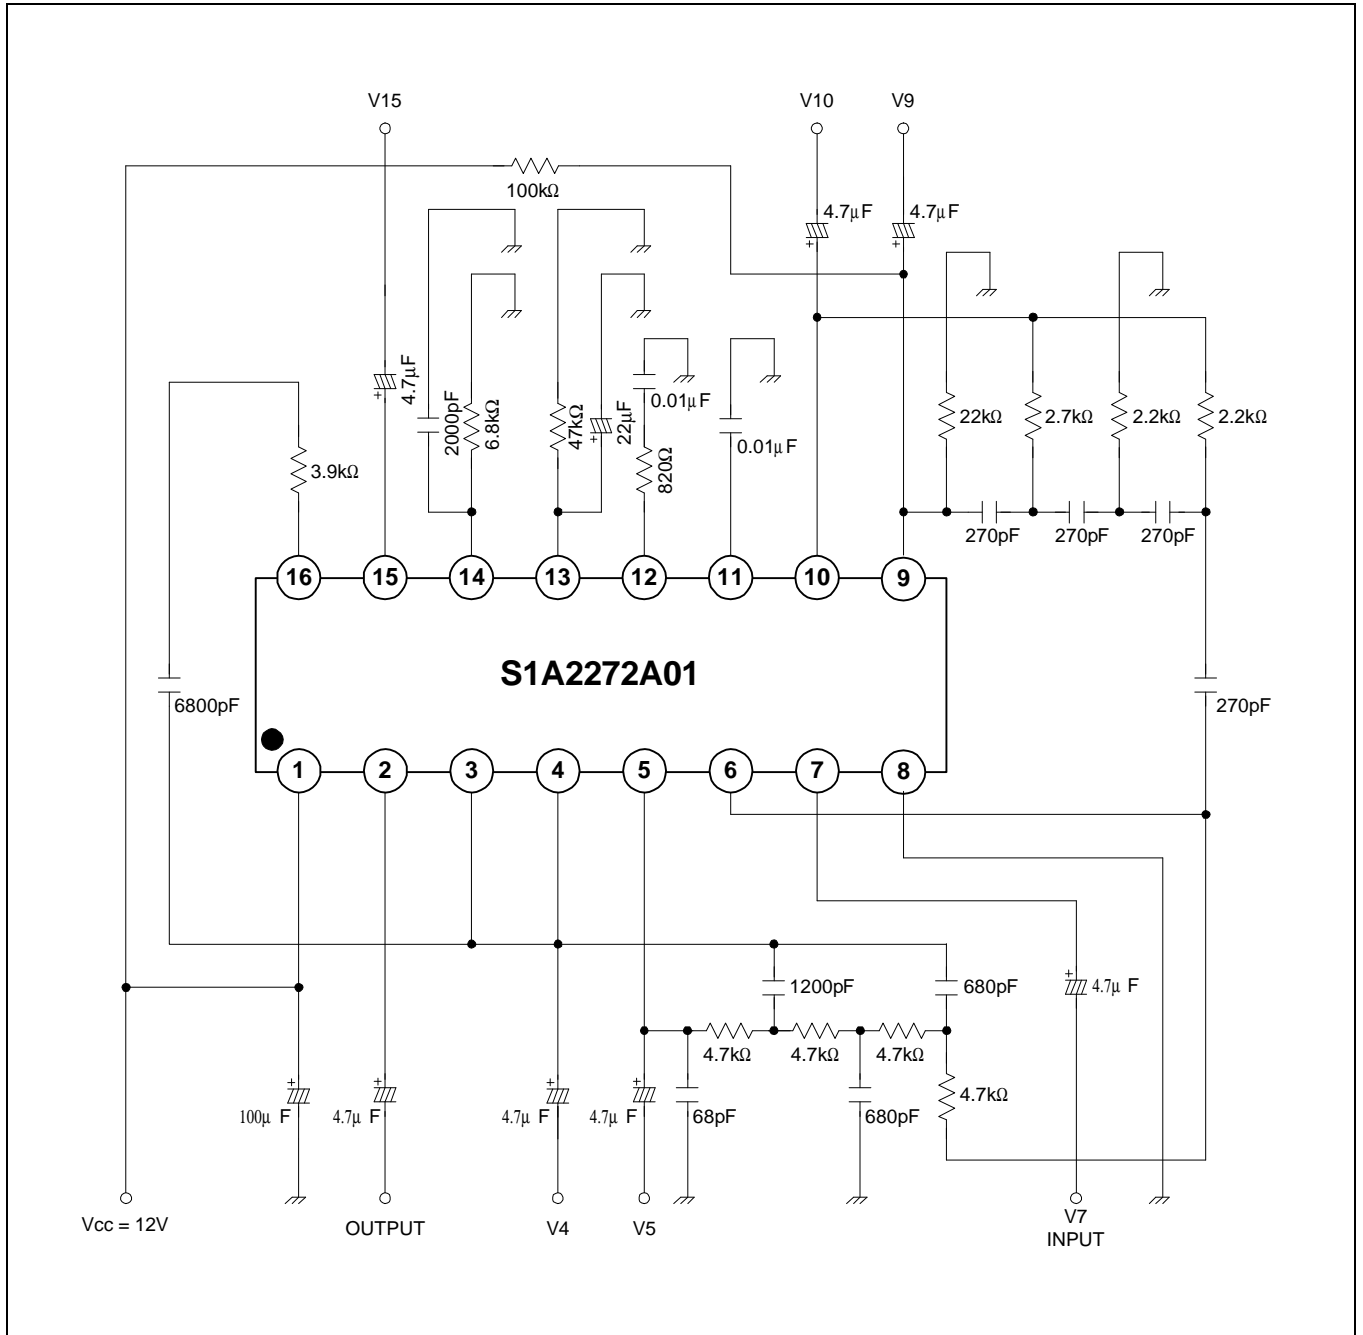 V15
V10
V9
100kΩ
4.7μF
4.7μF
4.7μF
2000pF
6.8kΩ
47kΩ
22μF
0.01μF
820Ω
0.01μF
22kΩ
2.7kΩ
2.2kΩ
2.2kΩ
3.9kΩ
270pF
270pF
270pF
16
15
14
13
12
11
10
9
S1A2272A01
6800pF
270pF
1
2
3
4
5
6
7
8
1200pF
680pF
4.7μ F
4.7kΩ
4.7kΩ
4.7kΩ
100μ F
4.7μ F
4.7μ F
4.7μ F
68pF
680pF
4.7kΩ
Vcc = 12V
OUTPUT
V4
V5
V7
INPUT
+
+
+
+
+
+
+
+
+